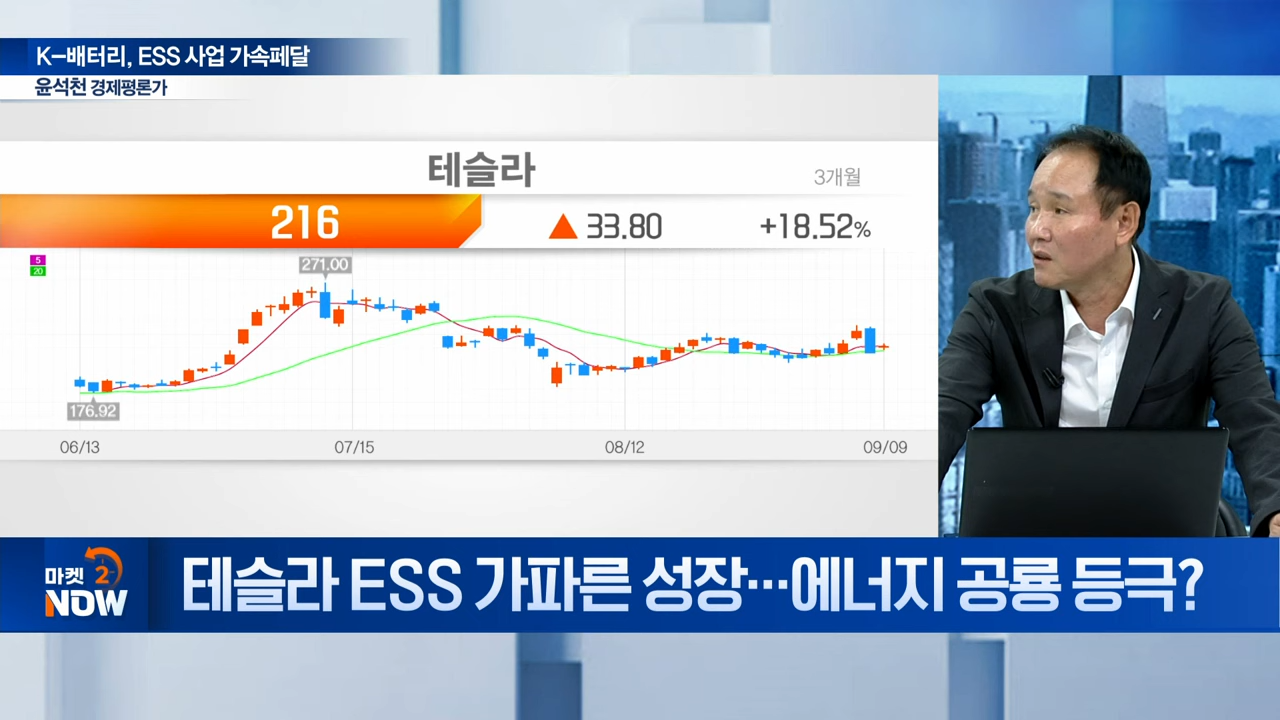 K-배터리, ESS 사업 가속페달
윤석천 경제평론가
테슬라
3개월
216 ▲ 33.80 +18.52%
5
20
271.00
176.92
06/13 07/15 08/12 09/09
마켓 2
NOW
테슬라 ESS 가파른 성장…에너지 공룡 등극?